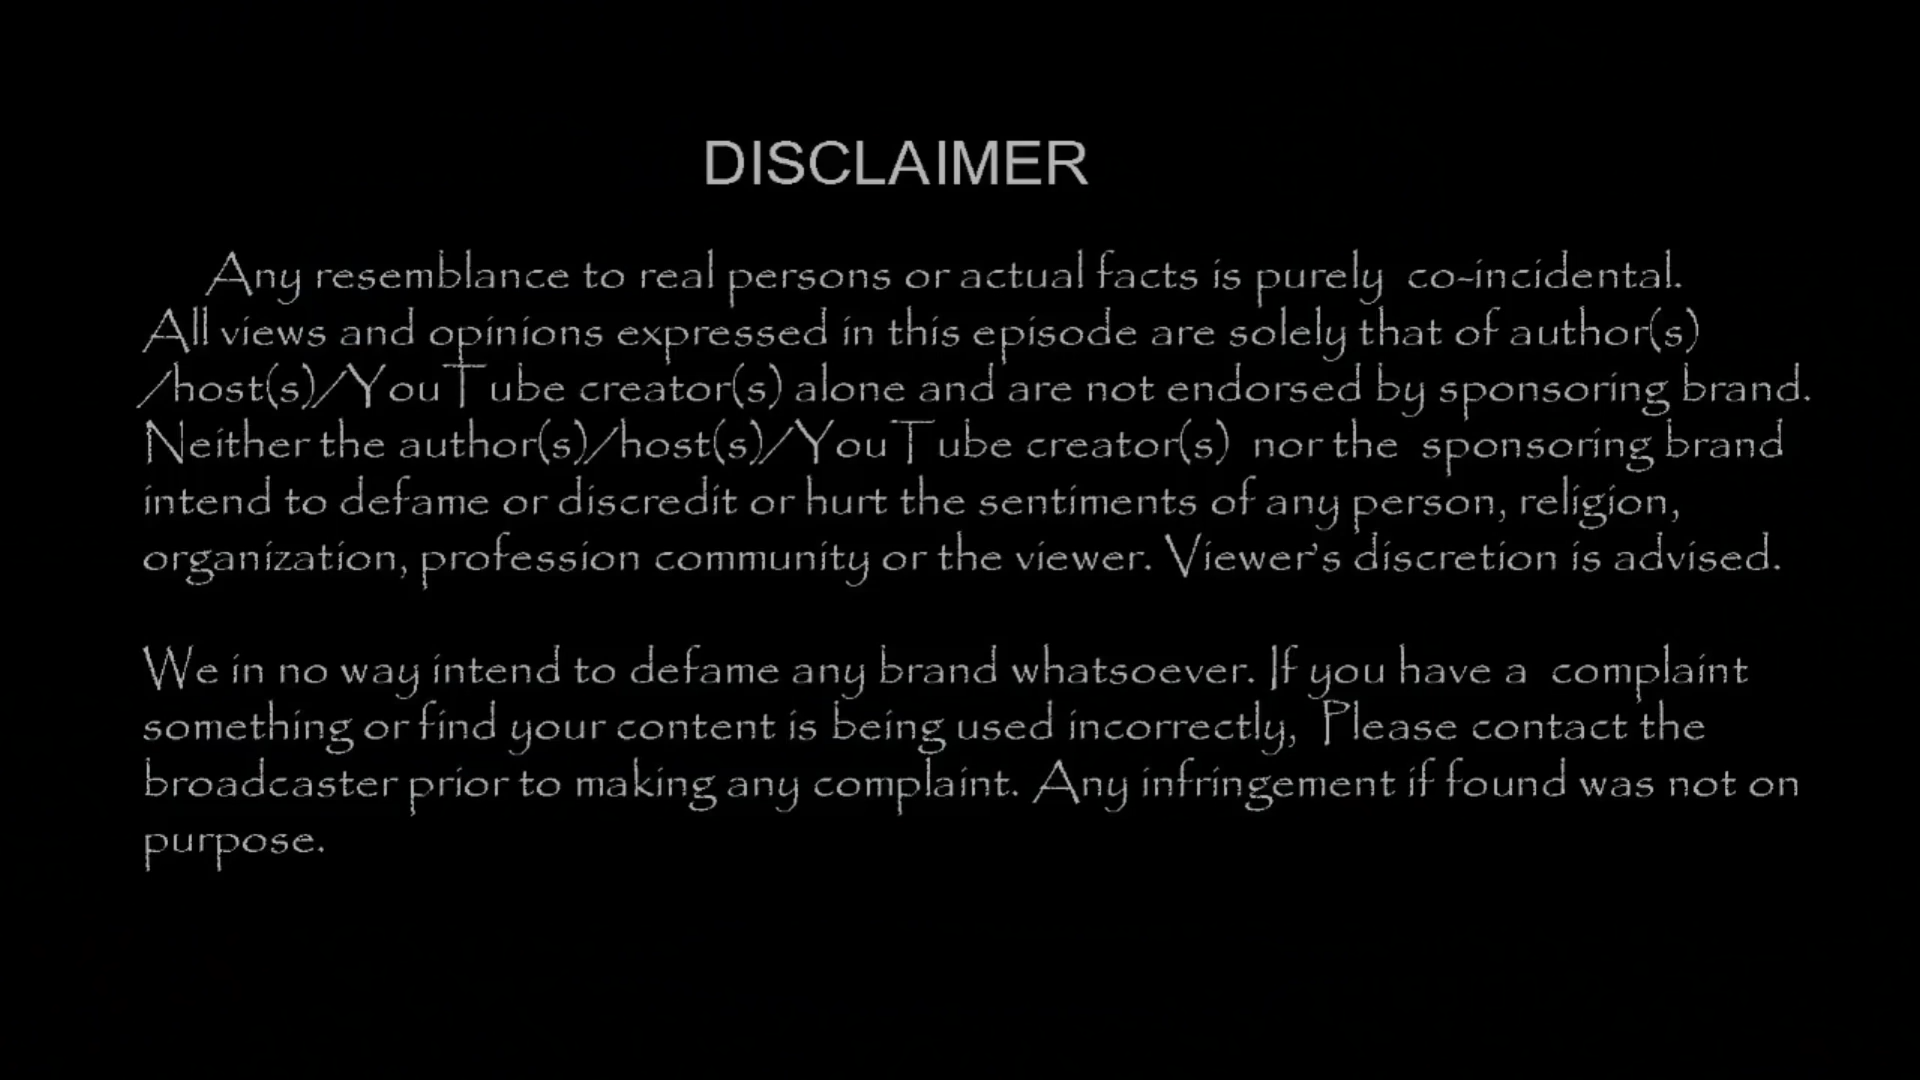 DISCLAIMER
Any resemblance to real persons or actual facts is purely co-incidental.
All views and opinions expressed in this episode are solely that of author(s)
/host(s)/YouTube creator(s) alone and are not endorsed by sponsoring brand.
Neither the author(s)/host(s)/YouTube creator(s) nor the sponsoring brand
intend to defame or discredit or hurt the sentiments of any person, religion,
organization, profession community or the viewer. Viewer's discretion is advised.
We in no way intend to defame any brand whatsoever. If you have a complaint
something or find your content is being used incorrectly, Please contact the
broadcaster prior to making any complaint. Any infringement if found was not on
purpose.